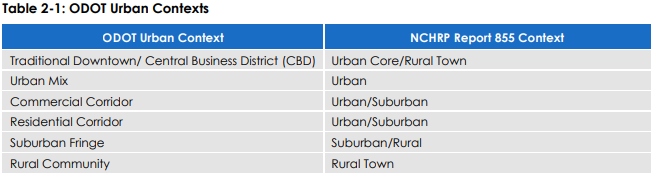 Table 2-1: ODOT Urban Contexts
ODOT Urban Context NCHRP Report 855 Context
Traditional Downtown/ Central Business District (CBD) Urban Core/Rural Town
Urban Mix Urban
Commercial Corridor Urban/Suburban
Residential Corridor Urban/Suburban
Suburban Fringe Suburban/Rural
Rural Community Rural Town